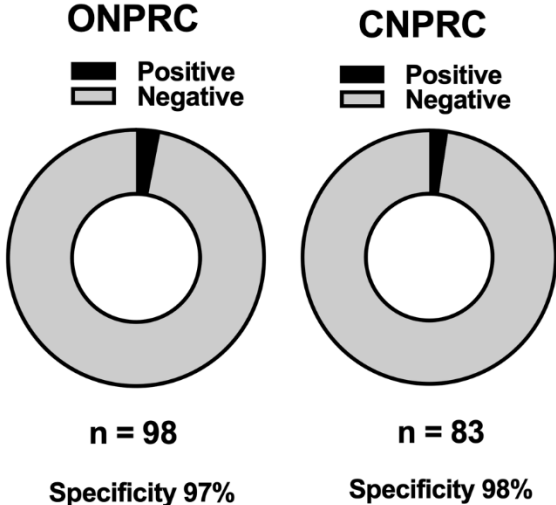 ONPRC
Positive
Negative
n = 98
Specificity 97%
CNPRC
Positive
Negative
n = 83
Specificity 98%